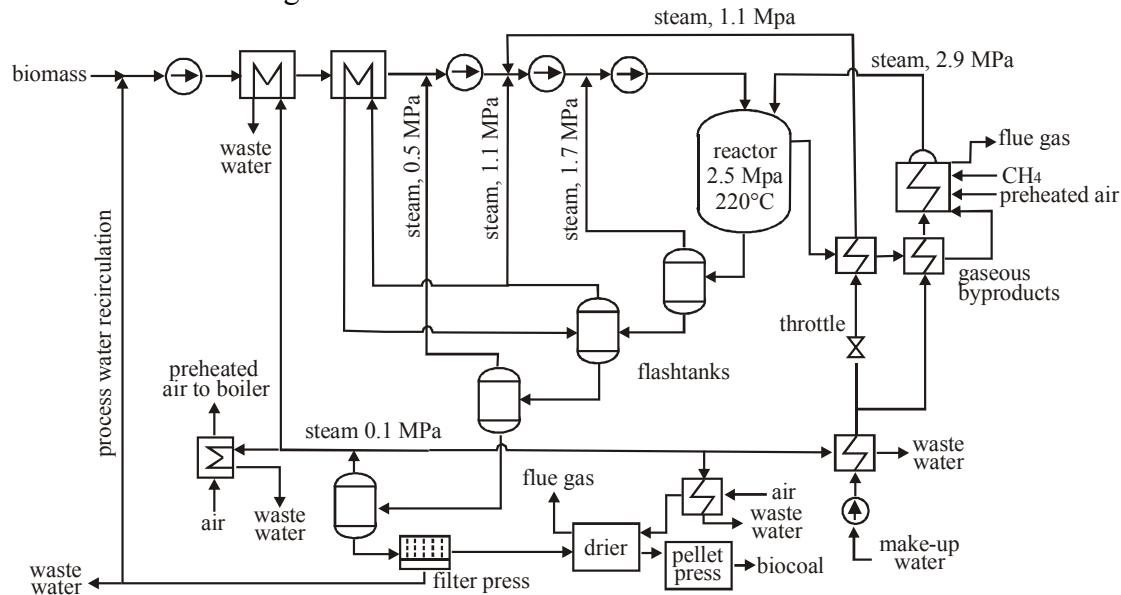 steam, 1.1 Mpa
biomass
steam, 2.9 MPa
waste
water
steam, 0.5 MPa
steam, 1.1 MPa
steam, 1.7 MPa
reactor
2.5 Mpa
220°C
flue gas
CH4
preheated air
gaseous
byproducts
process water recirculation
throttle
flashtanks
preheated
air to boiler
steam 0.1 MPa
waste
water
air
waste
water
flue gas
air
waste
water
drier
pellet
press
biocoal
make-up
water
waste
water
filter press